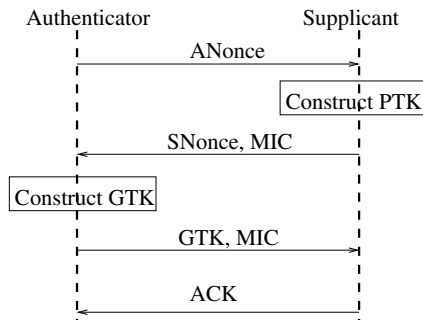 Authenticator Supplicant
ANonce
Construct PTK
SNonce, MIC
Construct GTK
GTK, MIC
ACK